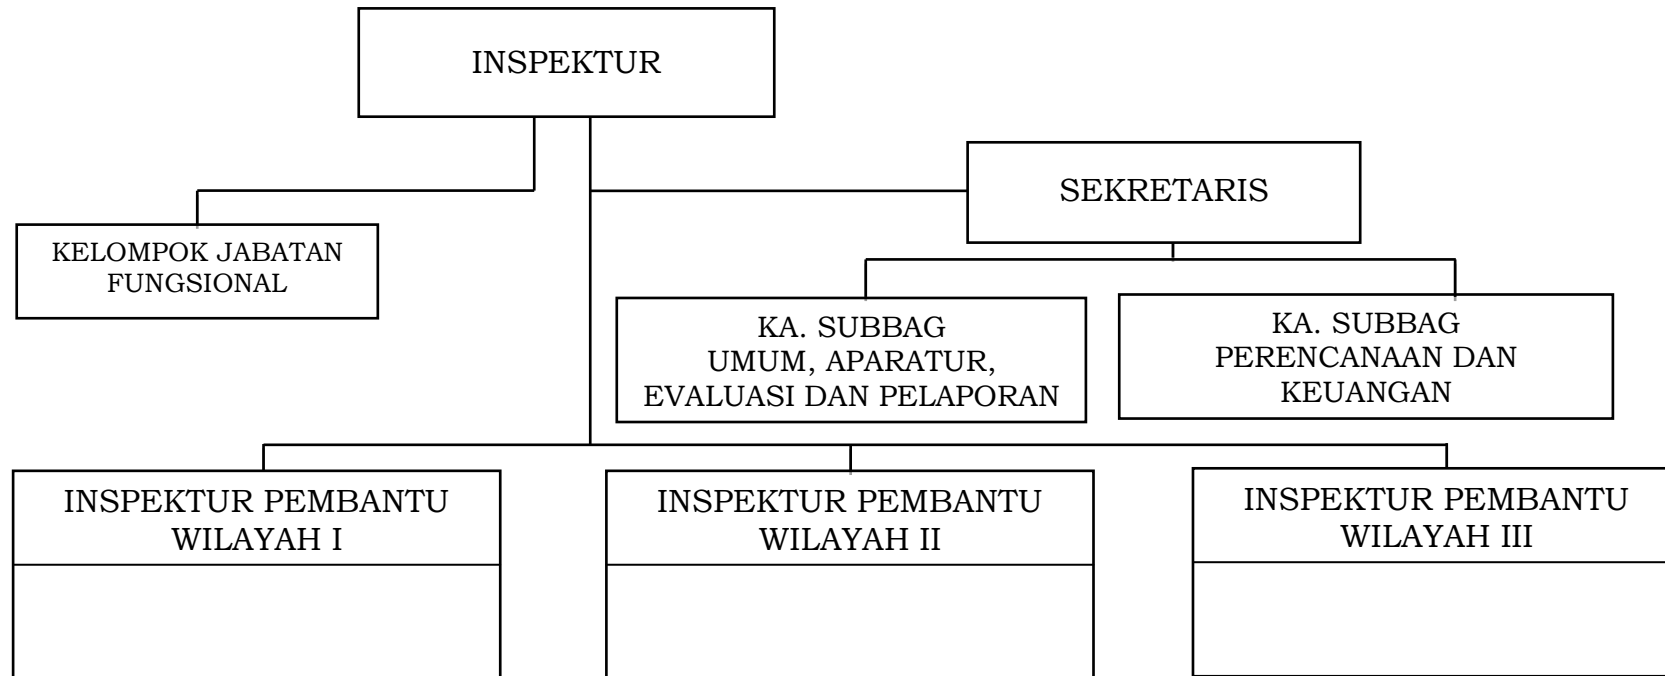 INSPEKTUR
SEKRETARIS
KELOMPOK JABATAN
FUNGSIONAL
KA. SUBBAG
UMUM, APARATUR,
EVALUASI DAN PELAPORAN
KA. SUBBAG
PERENCANAAN DAN
KEUANGAN
INSPEKTUR PEMBANTU
WILAYAH I
INSPEKTUR PEMBANTU
WILAYAH II
INSPEKTUR PEMBANTU
WILAYAH III